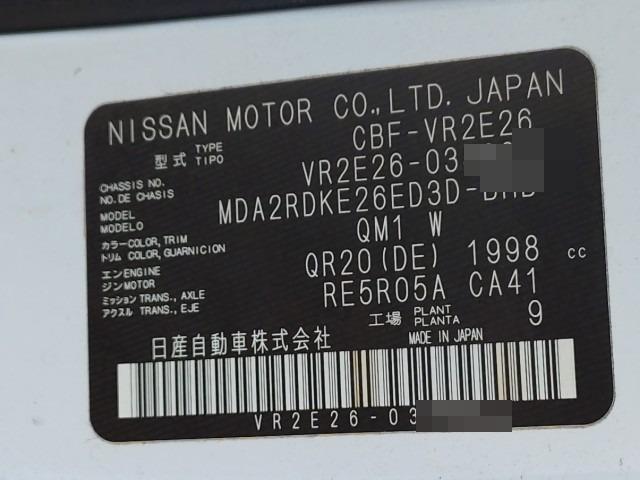 NISSAN MOTOR CO.,LTD. JAPAN
型式 TYPE TIPO CBF-VR2E26
CHASSIS NO. NO. DE CHASIS VR2E26-03
MODEL MODELO MDA2RDKE26ED3D-
カラー COLOR, TRIM トリム COLOR, GUARNICION QM1 W
エンジン ENGINE MOTOR QR20(DE) 1998 cc
ミッション TRANS., AXLE アクスル TRANS., EJE RE5R05A CA41
工場 PLANT PLANTA 9
日産自動車株式会社 MADE IN JAPAN
VR2E26-03